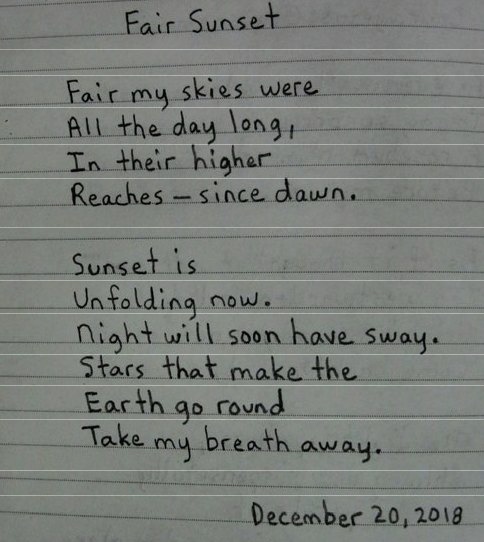 Fair Sunset
Fair my skies were
All the day long,
In their higher
Reaches – since dawn.
Sunset is
Unfolding now.
Night will soon have sway.
Stars that make the
Earth go round
Take my breath away.
December 20, 2018